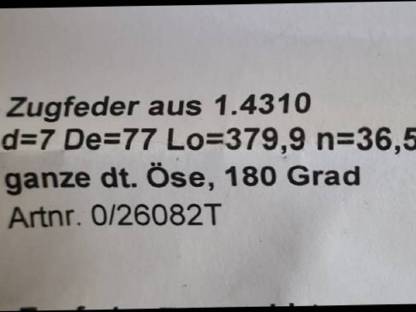 Zugfeder aus 1.4310
d=7 De=77 Lo=379,9 n=36,5
ganze dt. Öse, 180 Grad
Artnr. 0/26082T